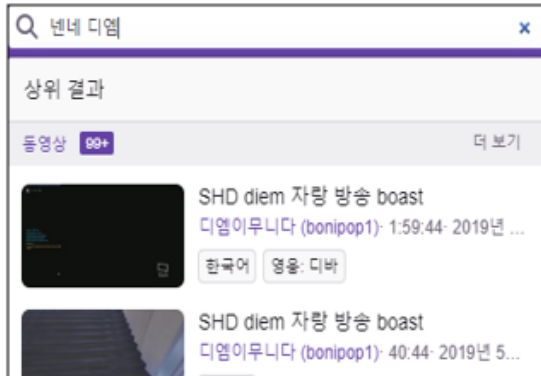 넨네 디엠
상위 결과
동영상 99+ 더 보기
SHD diem 자랑 방송 boast
디엠이무니다 (bonipop1)· 1:59:44· 2019년 ...
한국어 영웅: 디바
SHD diem 자랑 방송 boast
디엠이무니다 (bonipop1)· 40:44· 2019년 5...